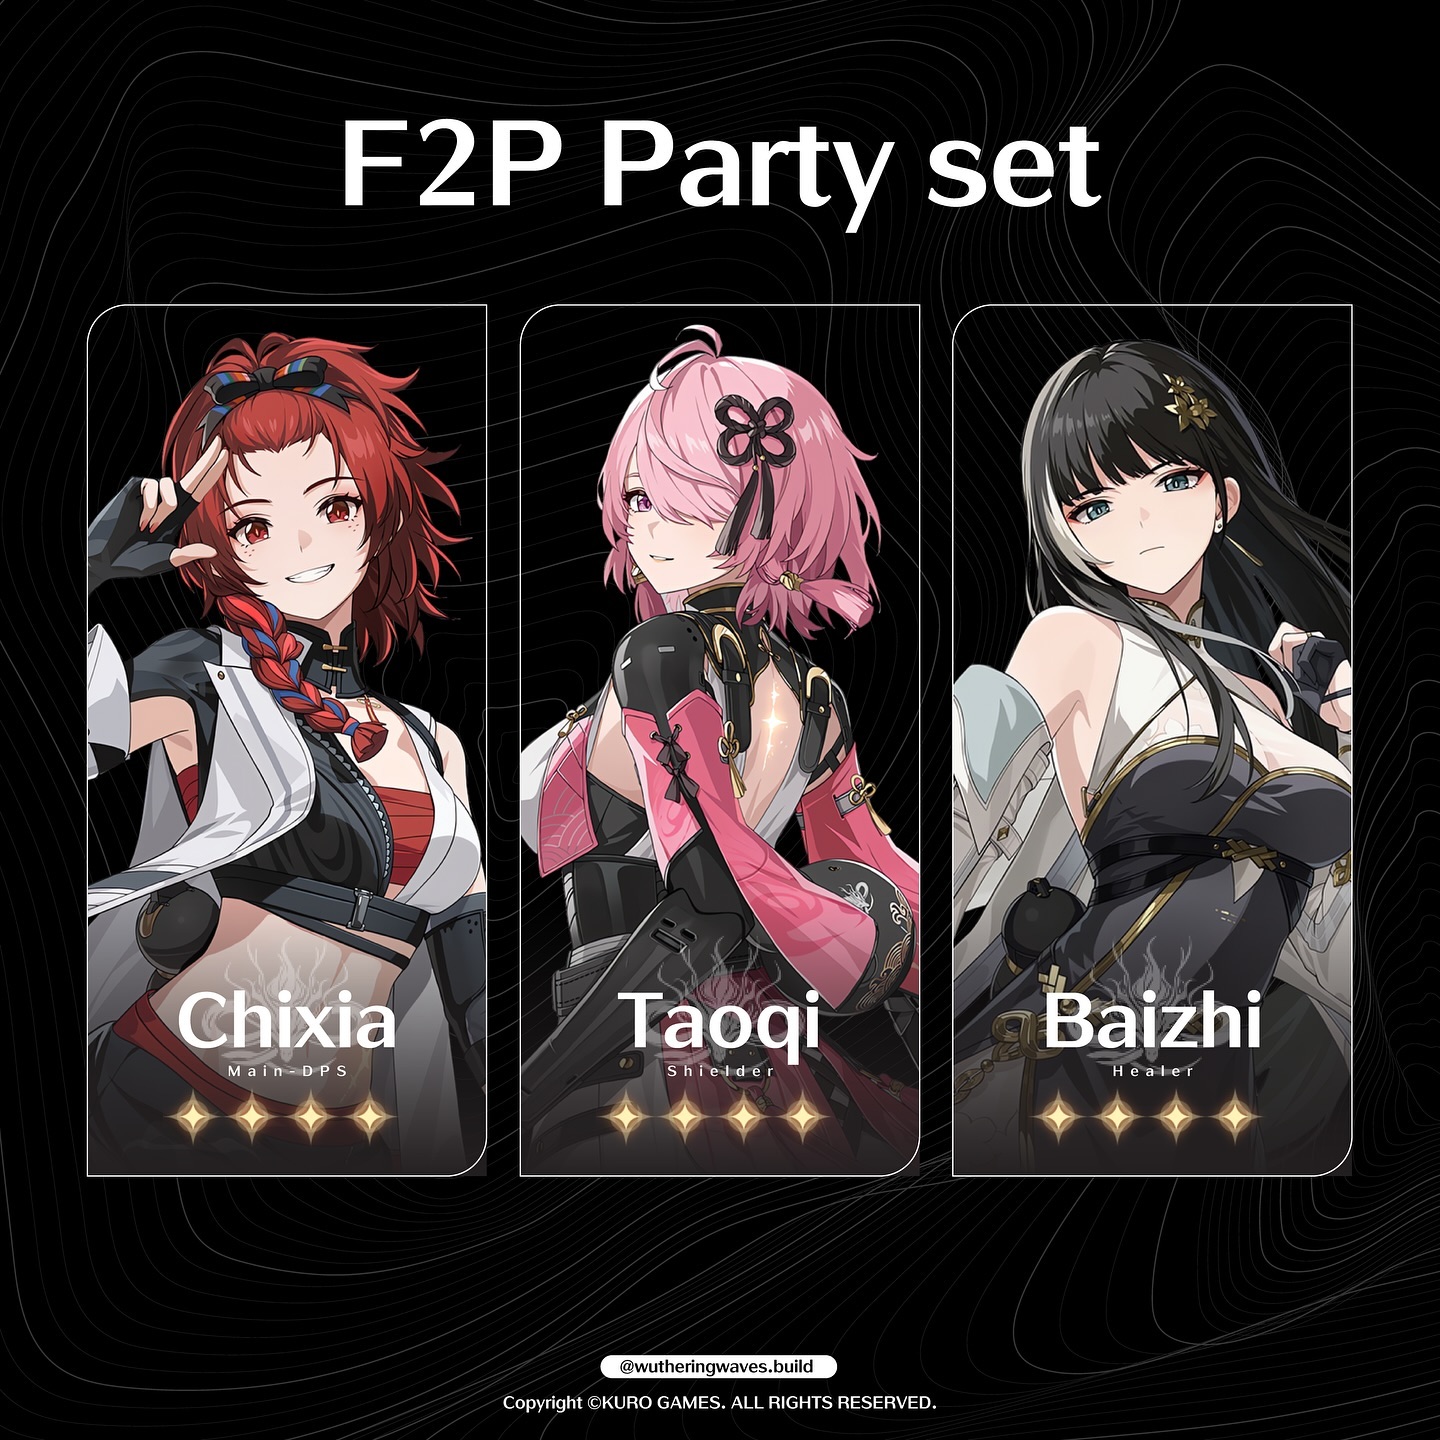 F2P Party set
Chixia
Main-DPS
Taoqi
Shielder
Baizhi
Healer
@wutheringwaves.build
Copyright ©KURO GAMES. ALL RIGHTS RESERVED.